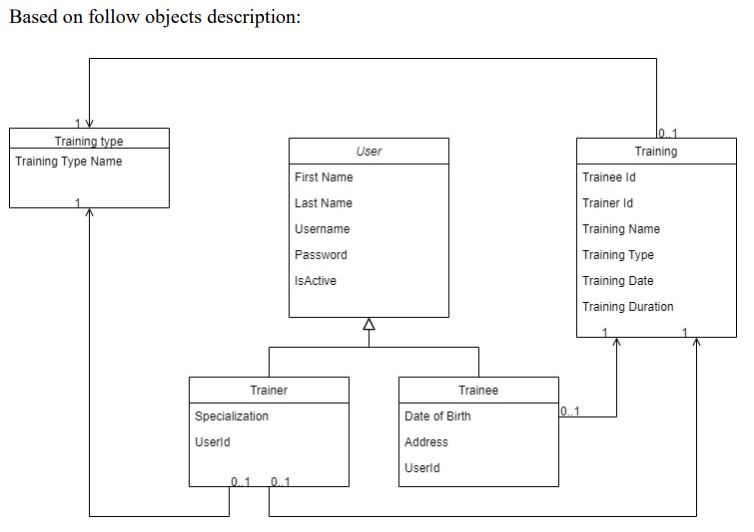 Based on follow objects description:
1
0..1
Training type
Training Type Name
1
User
First Name
Last Name
Username
Password
IsActive
Training
Trainee Id
Trainer Id
Training Name
Training Type
Training Date
Training Duration
1
1
Trainer
Specialization
UserId
0..1
0..1
Trainee
Date of Birth
Address
UserId
0..1